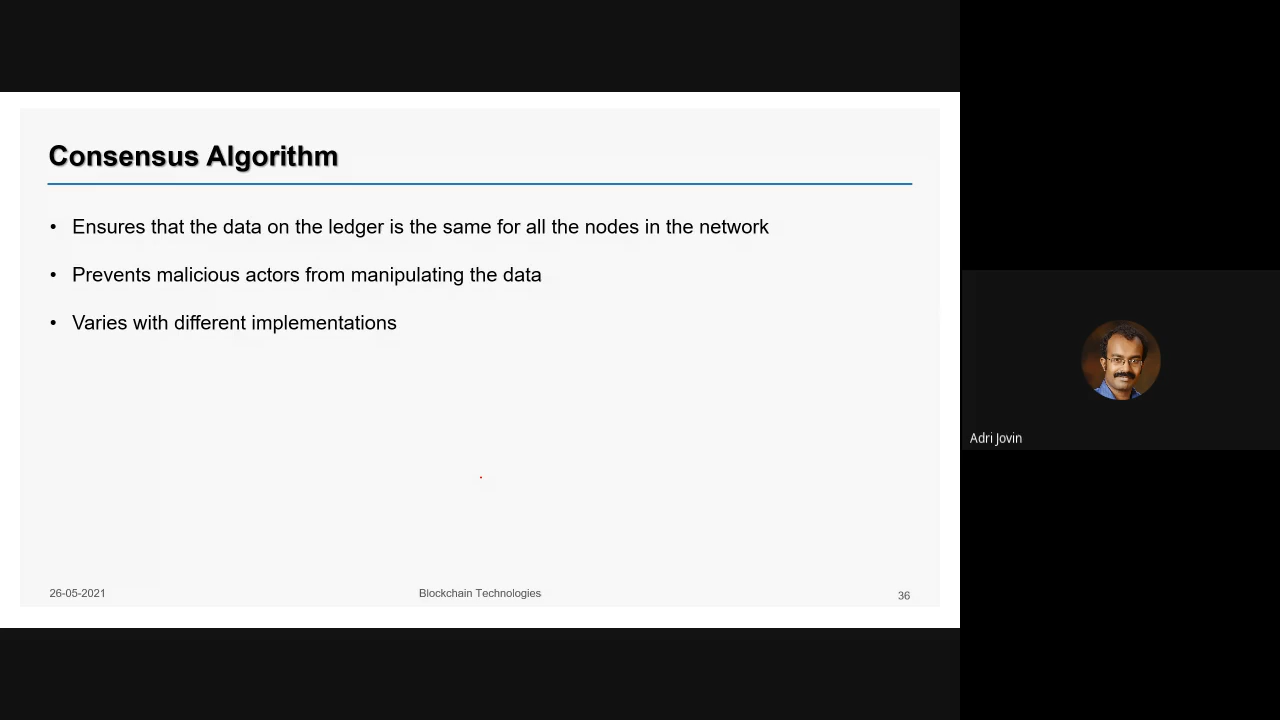 Consensus Algorithm
• Ensures that the data on the ledger is the same for all the nodes in the network
• Prevents malicious actors from manipulating the data
• Varies with different implementations
26-05-2021
Blockchain Technologies
36
Adri Jovin